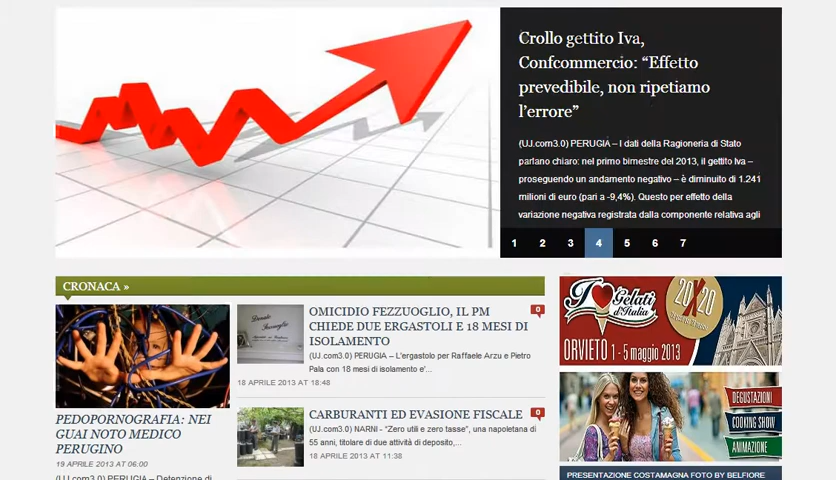 Crollo gettito Iva,
Confcommercio: “Effetto
prevedibile, non ripetiamo
l’errore”
(UJ.com3.0) PERUGIA – I dati della Ragioneria di Stato
parlano chiaro: nel primo bimestre del 2013, il gettito Iva –
proseguendo un andamento negativo – è diminuito di 1.241
milioni di euro (pari a -9,4%). Questo per effetto della
variazione negativa registrata dalla componente relativa agli
1 2 3 4 5 6 7
CRONACA »
PEDOPORNOGRAFIA: NEI
GUAI NOTO MEDICO
PERUGINO
19 APRILE 2013 AT 06:00
(UJ.com3.0) PERUGIA – Detenzione di
OMICIDIO FEZZUOGLIO, IL PM
CHIEDE DUE ERGASTOLI E 18 MESI DI
ISOLAMENTO
0
(UJ.com3.0) PERUGIA – L'ergastolo per Raffaele Arzu e Pietro
Pala con 18 mesi di isolamento e'...
18 APRILE 2013 AT 18:48
CARBURANTI ED EVASIONE FISCALE
0
(UJ.com3.0) NARNI - “Zero utili e zero tasse”, una napoletana di
55 anni, titolare di due attività di deposito,...
18 APRILE 2013 AT 11:38
I Gelati
d'Italia
20X20
ORVIETO 1 - 5 maggio 2013
DEGUSTAZIONI
COOKING SHOW
ANIMAZIONE
PRESENTAZIONE COSTAMAGNA FOTO BY BELFIORE